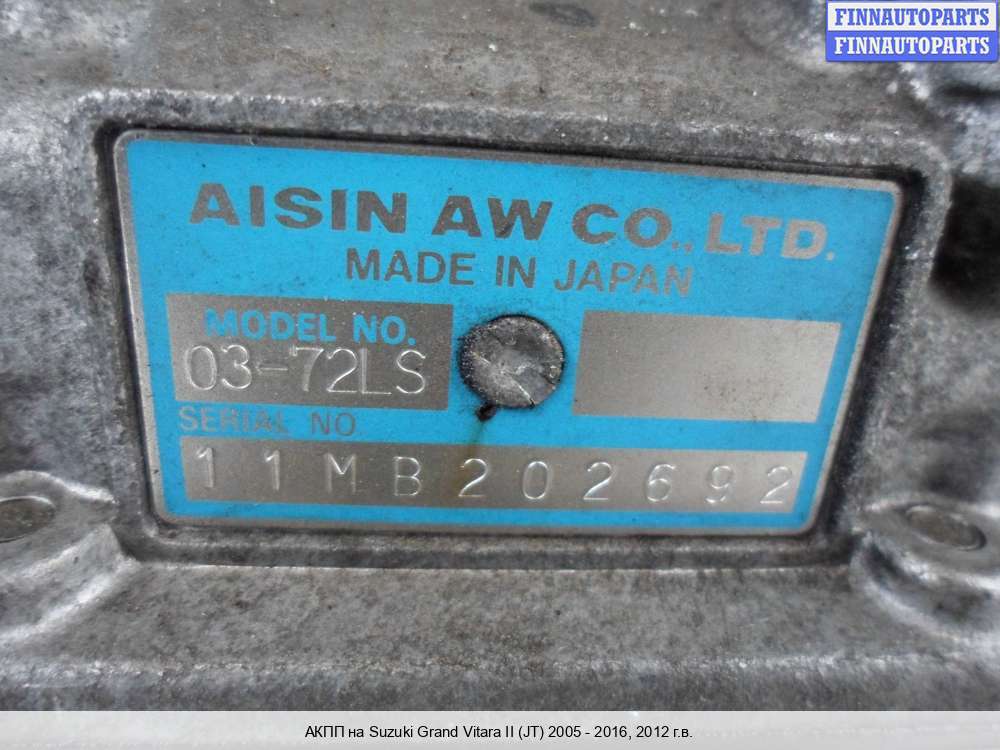 FINNAUTOPARTS
FINNAUTOPARTS
AISIN AW CO., LTD.
MADE IN JAPAN
MODEL NO.
03-72LS
SERIAL NO
11MB202692
АКПП на Suzuki Grand Vitara II (JT) 2005 - 2016, 2012 г.в.